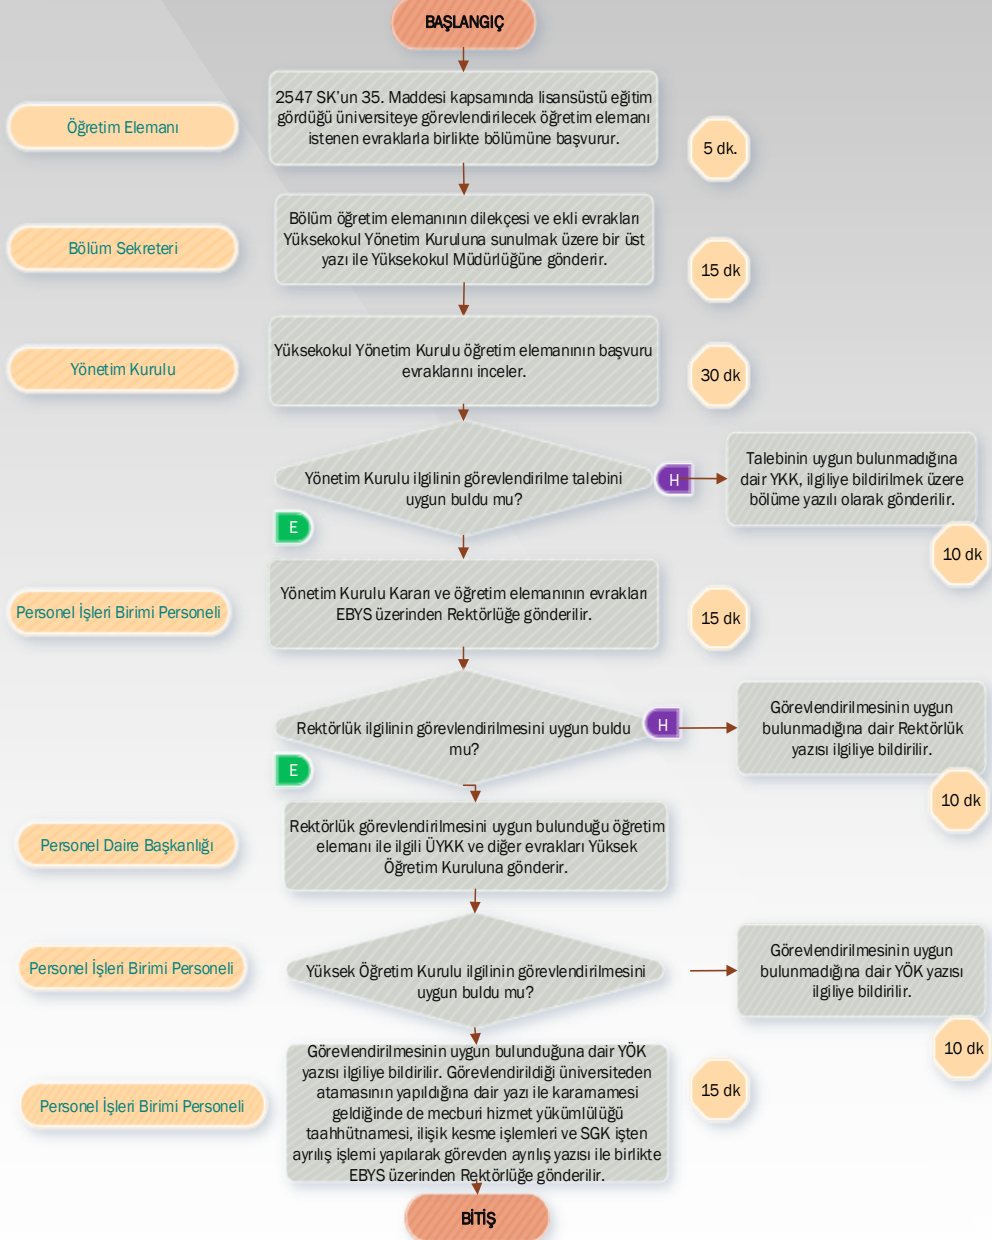 BAŞLANGIÇ
Öğretim Elemanı
2547 SK'un 35. Maddesi kapsamında lisansüstü eğitim
gördüğü üniversiteye görevlendirilecek öğretim elemanı
istenen evraklarla birlikte bölümüne başvurur.
5 dk.
Bölüm Sekreteri
Bölüm öğretim elemanının dilekçesi ve ekli evrakları
Yüksekokul Yönetim Kuruluna sunulmak üzere bir üst
yazı ile Yüksekokul Müdürlüğüne gönderir.
15 dk
Yönetim Kurulu
Yüksekokul Yönetim Kurulu öğretim elemanının başvuru
evraklarını inceler.
30 dk
Yönetim Kurulu ilgilinin görevlendirilme talebini
uygun buldu mu?
H
Talebinin uygun bulunmadığına
dair YKK, ilgiliye bildirilmek üzere
bölüme yazılı olarak gönderilir.
10 dk
E
Personel İşleri Birimi Personeli
Yönetim Kurulu Kararı ve öğretim elemanının evrakları
EBYS üzerinden Rektörlüğe gönderilir.
15 dk
Rektörlük ilgilinin görevlendirilmesini uygun buldu
mu?
H
Görevlendirilmesinin uygun
bulunmadığına dair Rektörlük
yazısı ilgiliye bildirilir.
10 dk
E
Personel Daire Başkanlığı
Rektörlük görevlendirilmesini uygun bulunduğu öğretim
elemanı ile ilgili ÜYKK ve diğer evrakları Yüksek
Öğretim Kuruluna gönderir.
Personel İşleri Birimi Personeli
Yüksek Öğretim Kurulu ilgilinin görevlendirilmesini
uygun buldu mu?
Görevlendirilmesinin uygun
bulunmadığına dair YÖK yazısı
ilgiliye bildirilir.
10 dk
Personel İşleri Birimi Personeli
Görevlendirilmesinin uygun bulunduğuna dair YÖK
yazısı ilgiliye bildirilir. Görevlendirildiği üniversiteden
atamasının yapıldığına dair yazı ile kararnamesi
geldiğinde de mecburi hizmet yükümlülüğü
taahhütnamesi, ilişik kesme işlemleri ve SGK işten
ayrılış işlemi yapılarak görevden ayrılış yazısı ile birlikte
EBYS üzerinden Rektörlüğe gönderilir.
15 dk
BİTİŞ